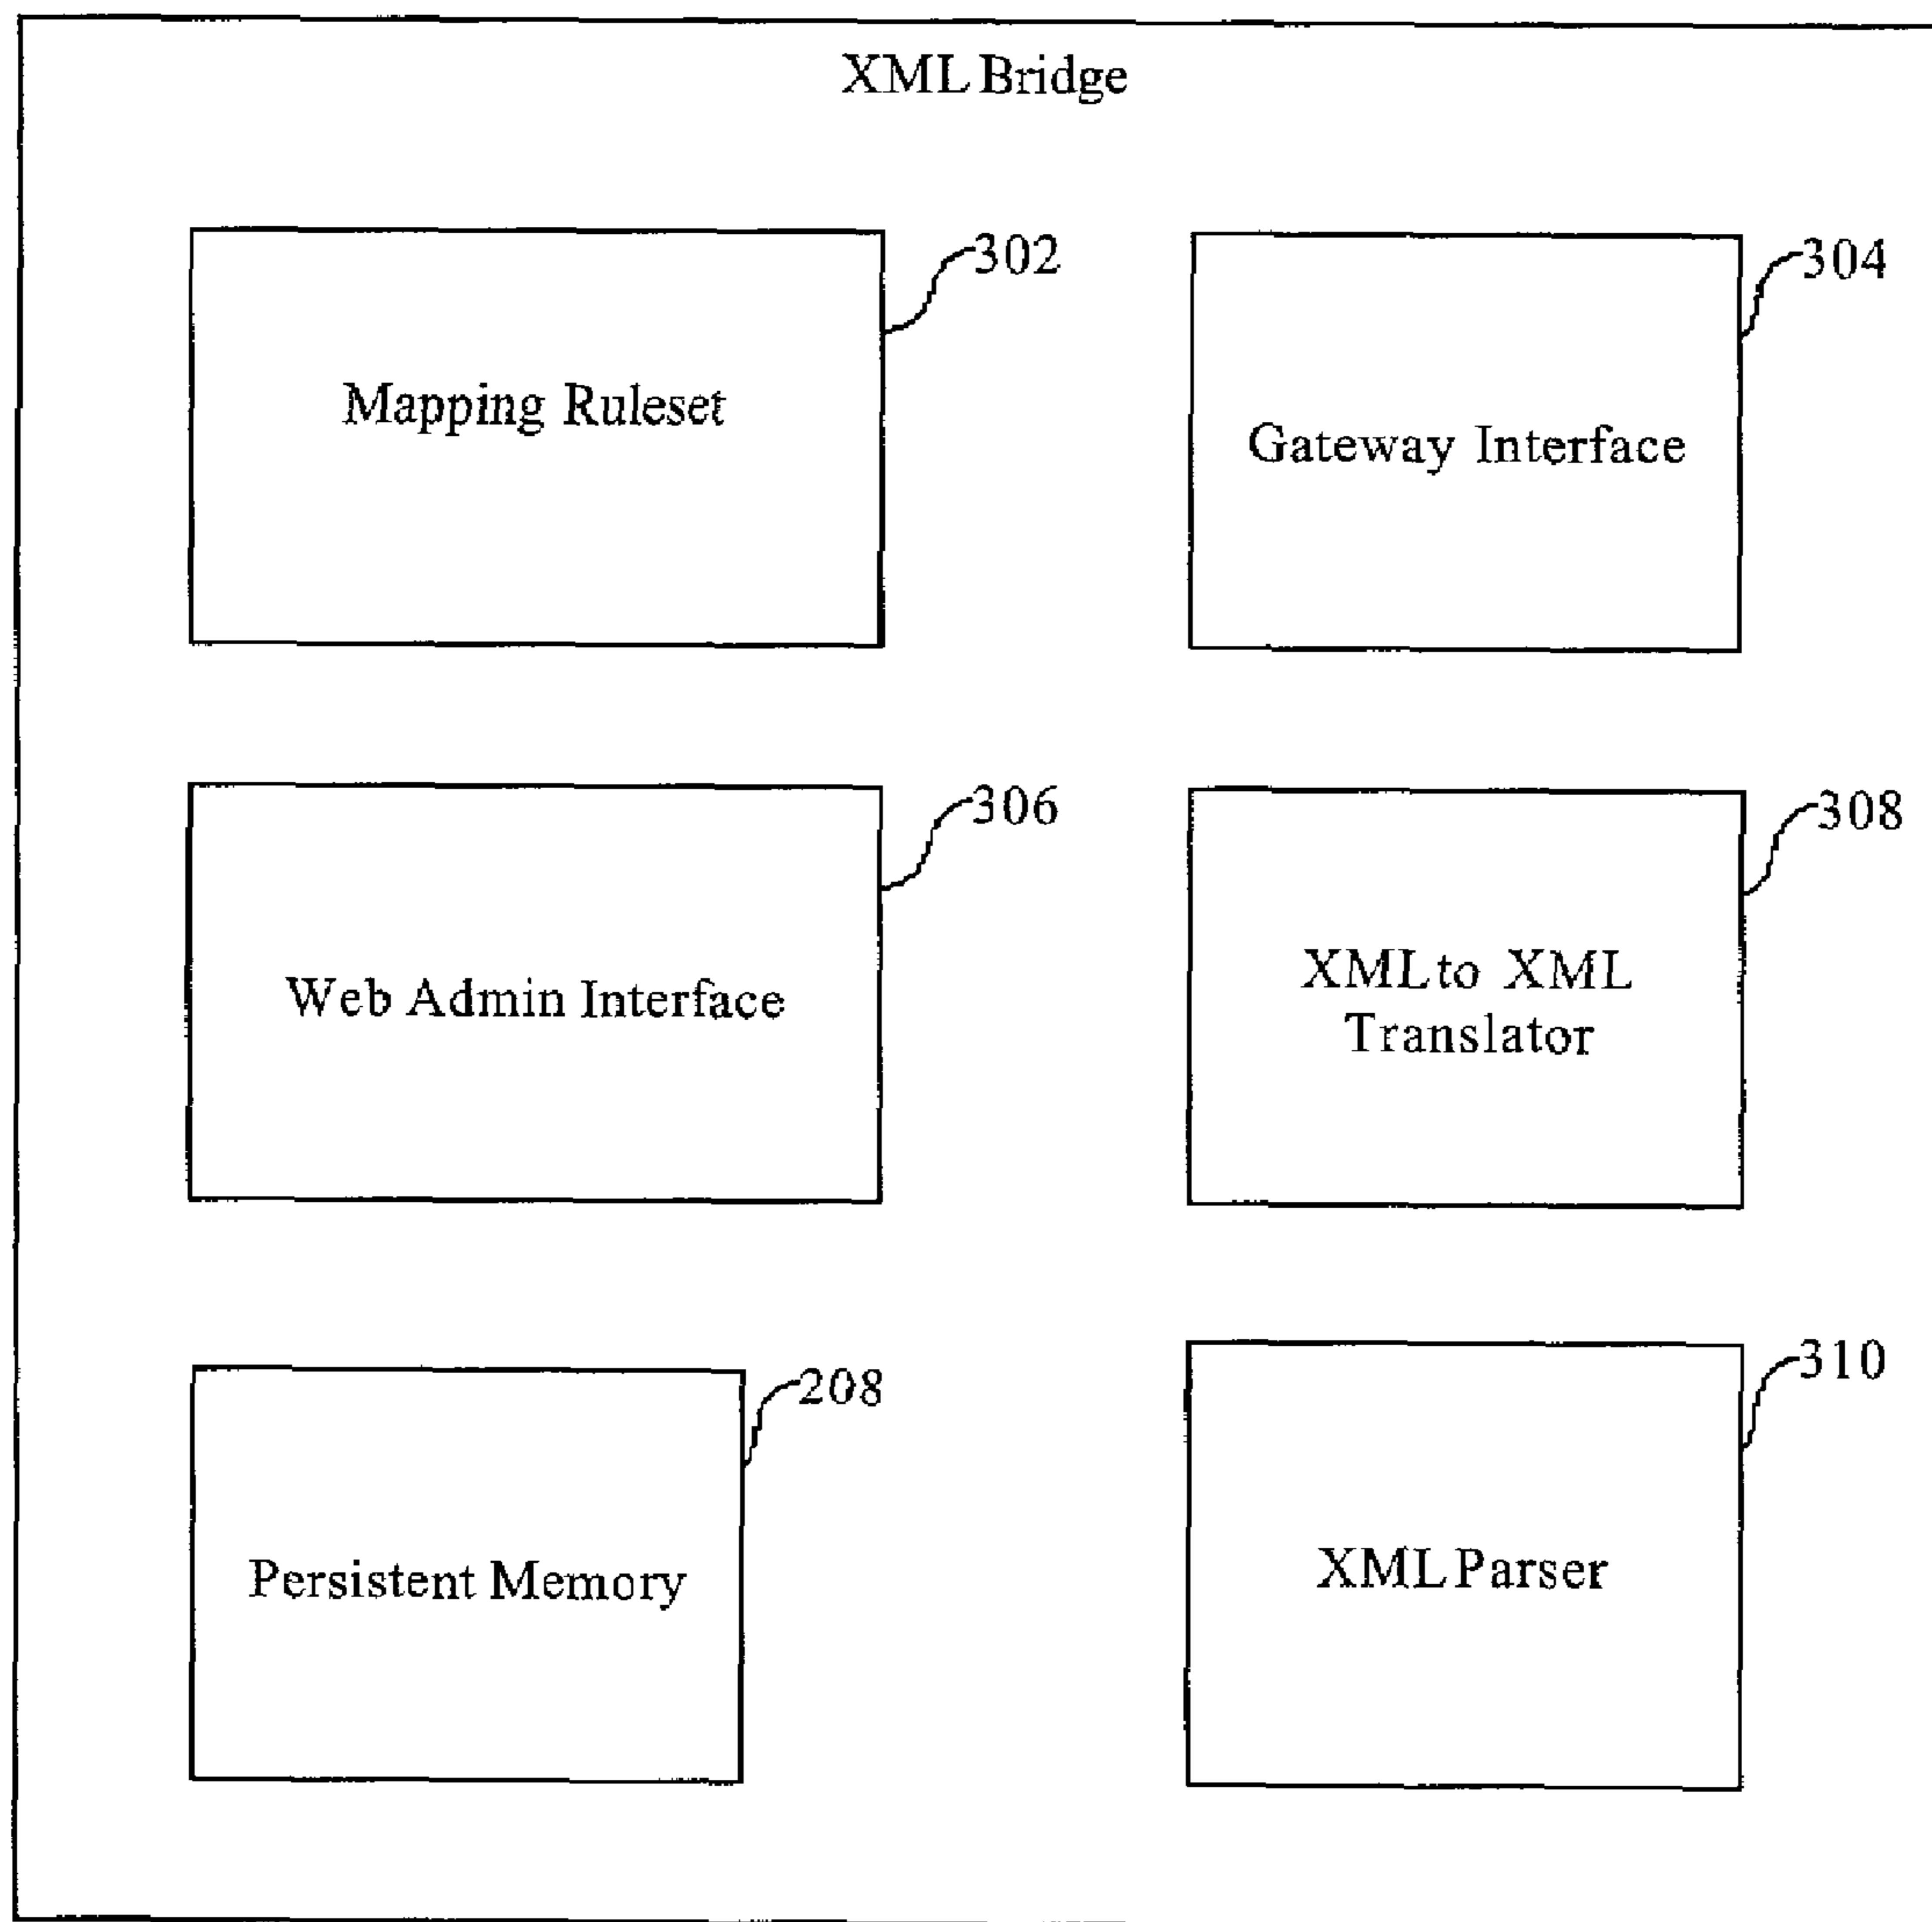 XML Bridge
302
304
Mapping Ruleset
Gateway Interface
306
308
Web Admin Interface
XML to XML
Translator
208
310
Persistent Memory
XML Parser